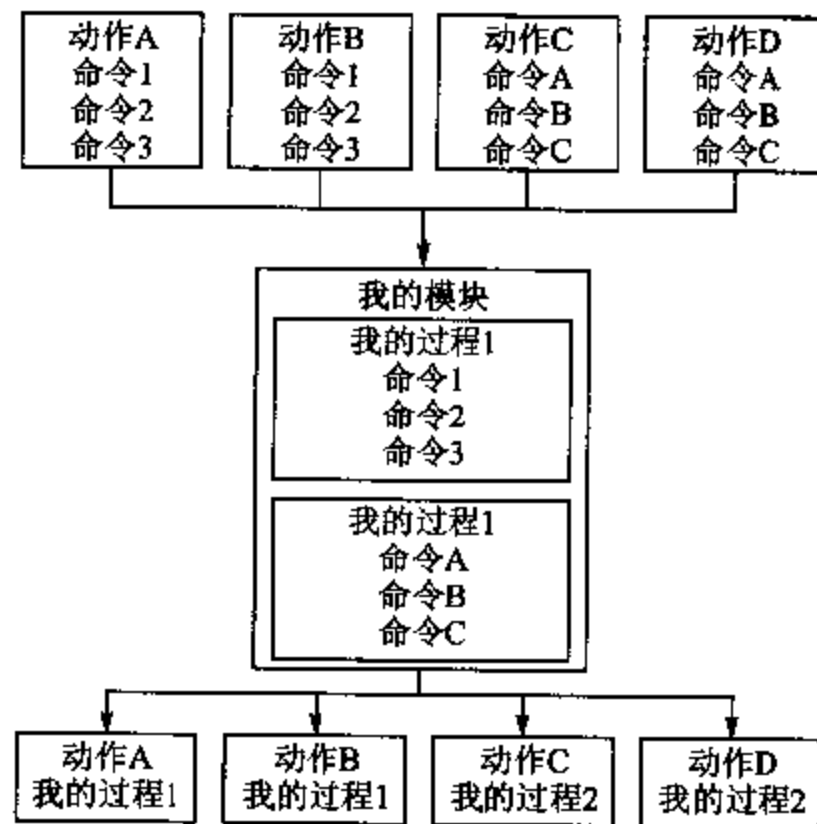 动作A
命令1
命令2
命令3
动作B
命令1
命令2
命令3
动作C
命令A
命令B
命令C
动作D
命令A
命令B
命令C
我的模块
我的过程1
命令1
命令2
命令3
我的过程1
命令A
命令B
命令C
动作A
我的过程1
动作B
我的过程1
动作C
我的过程2
动作D
我的过程2